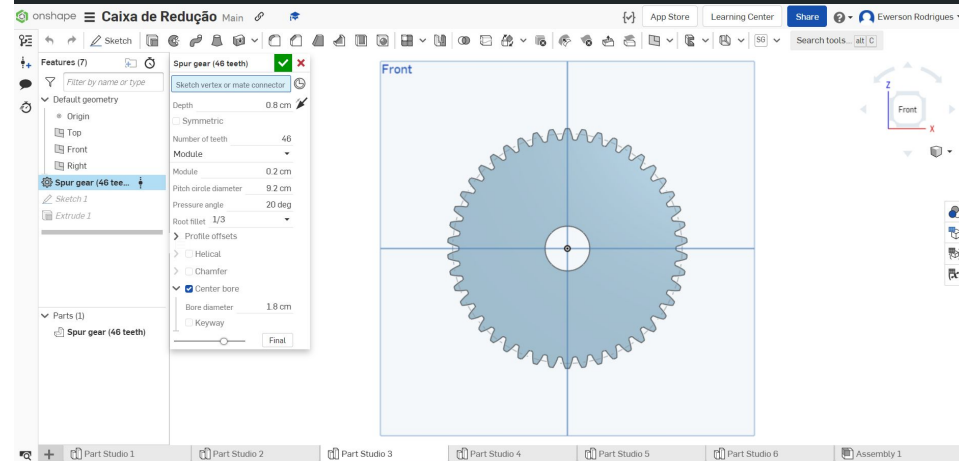 onshape Caixa de Redução Main App Store Learning Center Share Ewerson Rodrigues
Sketch SG Search tools... alt C
Features (7)
Filter by name or type
Default geometry
Origin
Top
Front
Right
Spur gear (46 tee...
Sketch 1
Extrude 1
Parts (1)
Spur gear (46 teeth)
Spur gear (46 teeth)
Sketch vertex or mate connector
Depth 0.8 cm
Symmetric
Number of teeth 46
Module
Module 0.2 cm
Pitch circle diameter 9.2 cm
Pressure angle 20 deg
Root fillet 1/3
Profile offsets
Helical
Chamfer
Center bore
Bore diameter 1.8 cm
Keyway
Final
Front
Z
Front
X
Part Studio 1 Part Studio 2 Part Studio 3 Part Studio 4 Part Studio 5 Part Studio 6 Assembly 1